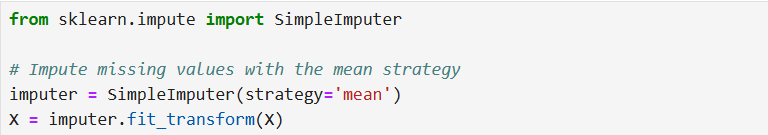 from sklearn.impute import SimpleImputer
# Impute missing values with the mean strategy
imputer = SimpleImputer(strategy='mean')
X = imputer.fit_transform(X)